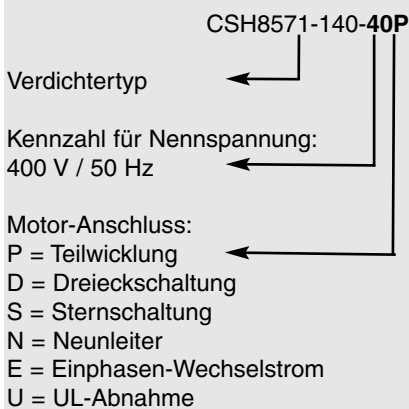 CSH8571-140-40P
Verdichtertyp
Kennzahl für Nennspannung:
400 V / 50 Hz
Motor-Anschluss:
P = Teilwicklung
D = Dreieckschaltung
S = Sternschaltung
N = Neunleiter
E = Einphasen-Wechselstrom
U = UL-Abnahme